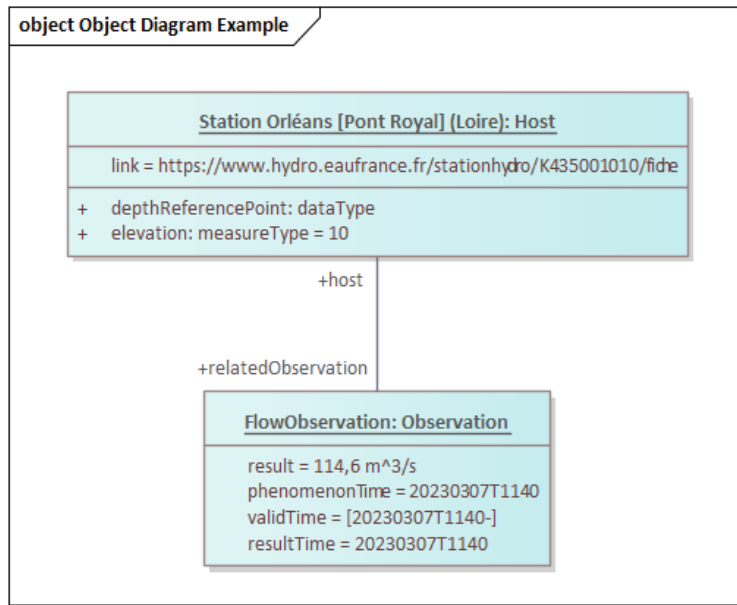 object Object Diagram Example
Station Orléans [Pont Royal] (Loire): Host
link = https://www.hydro.eaufrance.fr/stationhydro/K435001010/fiche
+ depthReferencePoint: dataType
+ elevation: measureType = 10
+host
+relatedObservation
FlowObservation: Observation
result = 114,6 m^3/s
phenomenonTime = 20230307T1140
validTime = [20230307T1140-]
resultTime = 20230307T1140